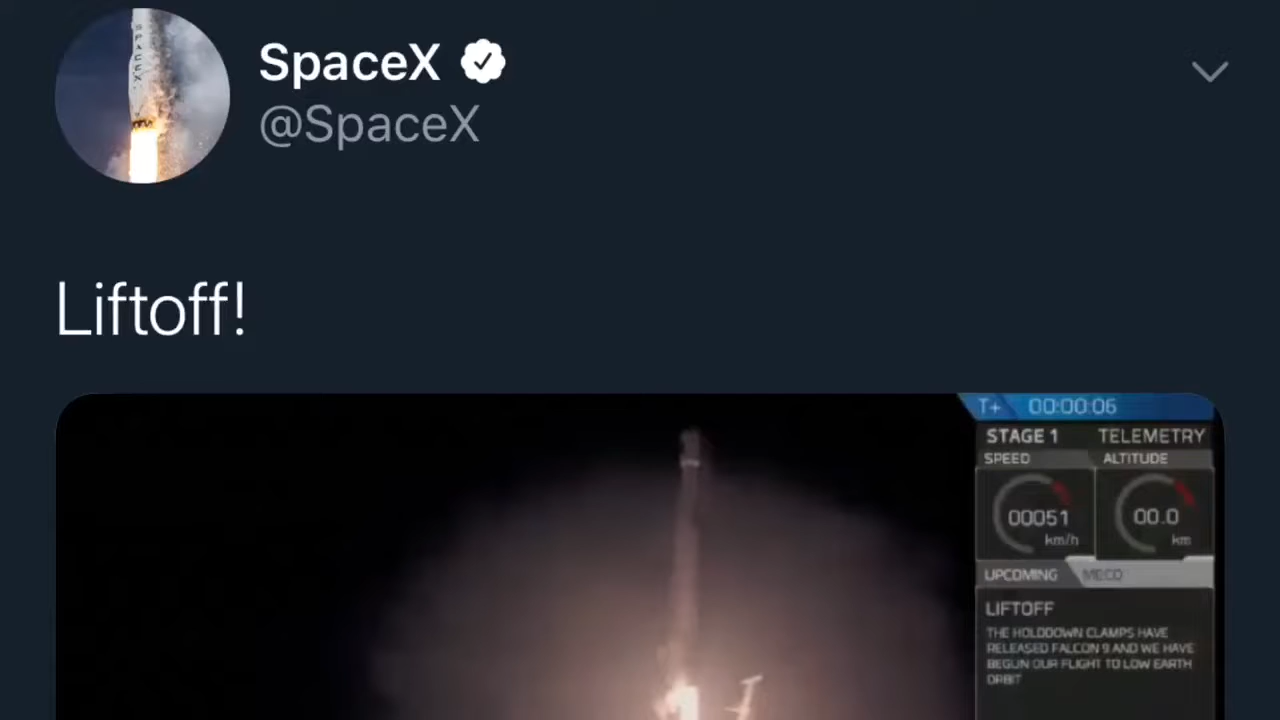 SPACEX
SpaceX
@SpaceX
Liftoff!
T+ 00:00:06
STAGE 1 TELEMETRY
SPEED ALTITUDE
00051 00.0
km/h km
UPCOMING MECO
LIFTOFF
THE HOLDDOWN CLAMPS HAVE
RELEASED FALCON 9 AND WE HAVE
BEGUN OUR FLIGHT TO LOW EARTH
ORBIT